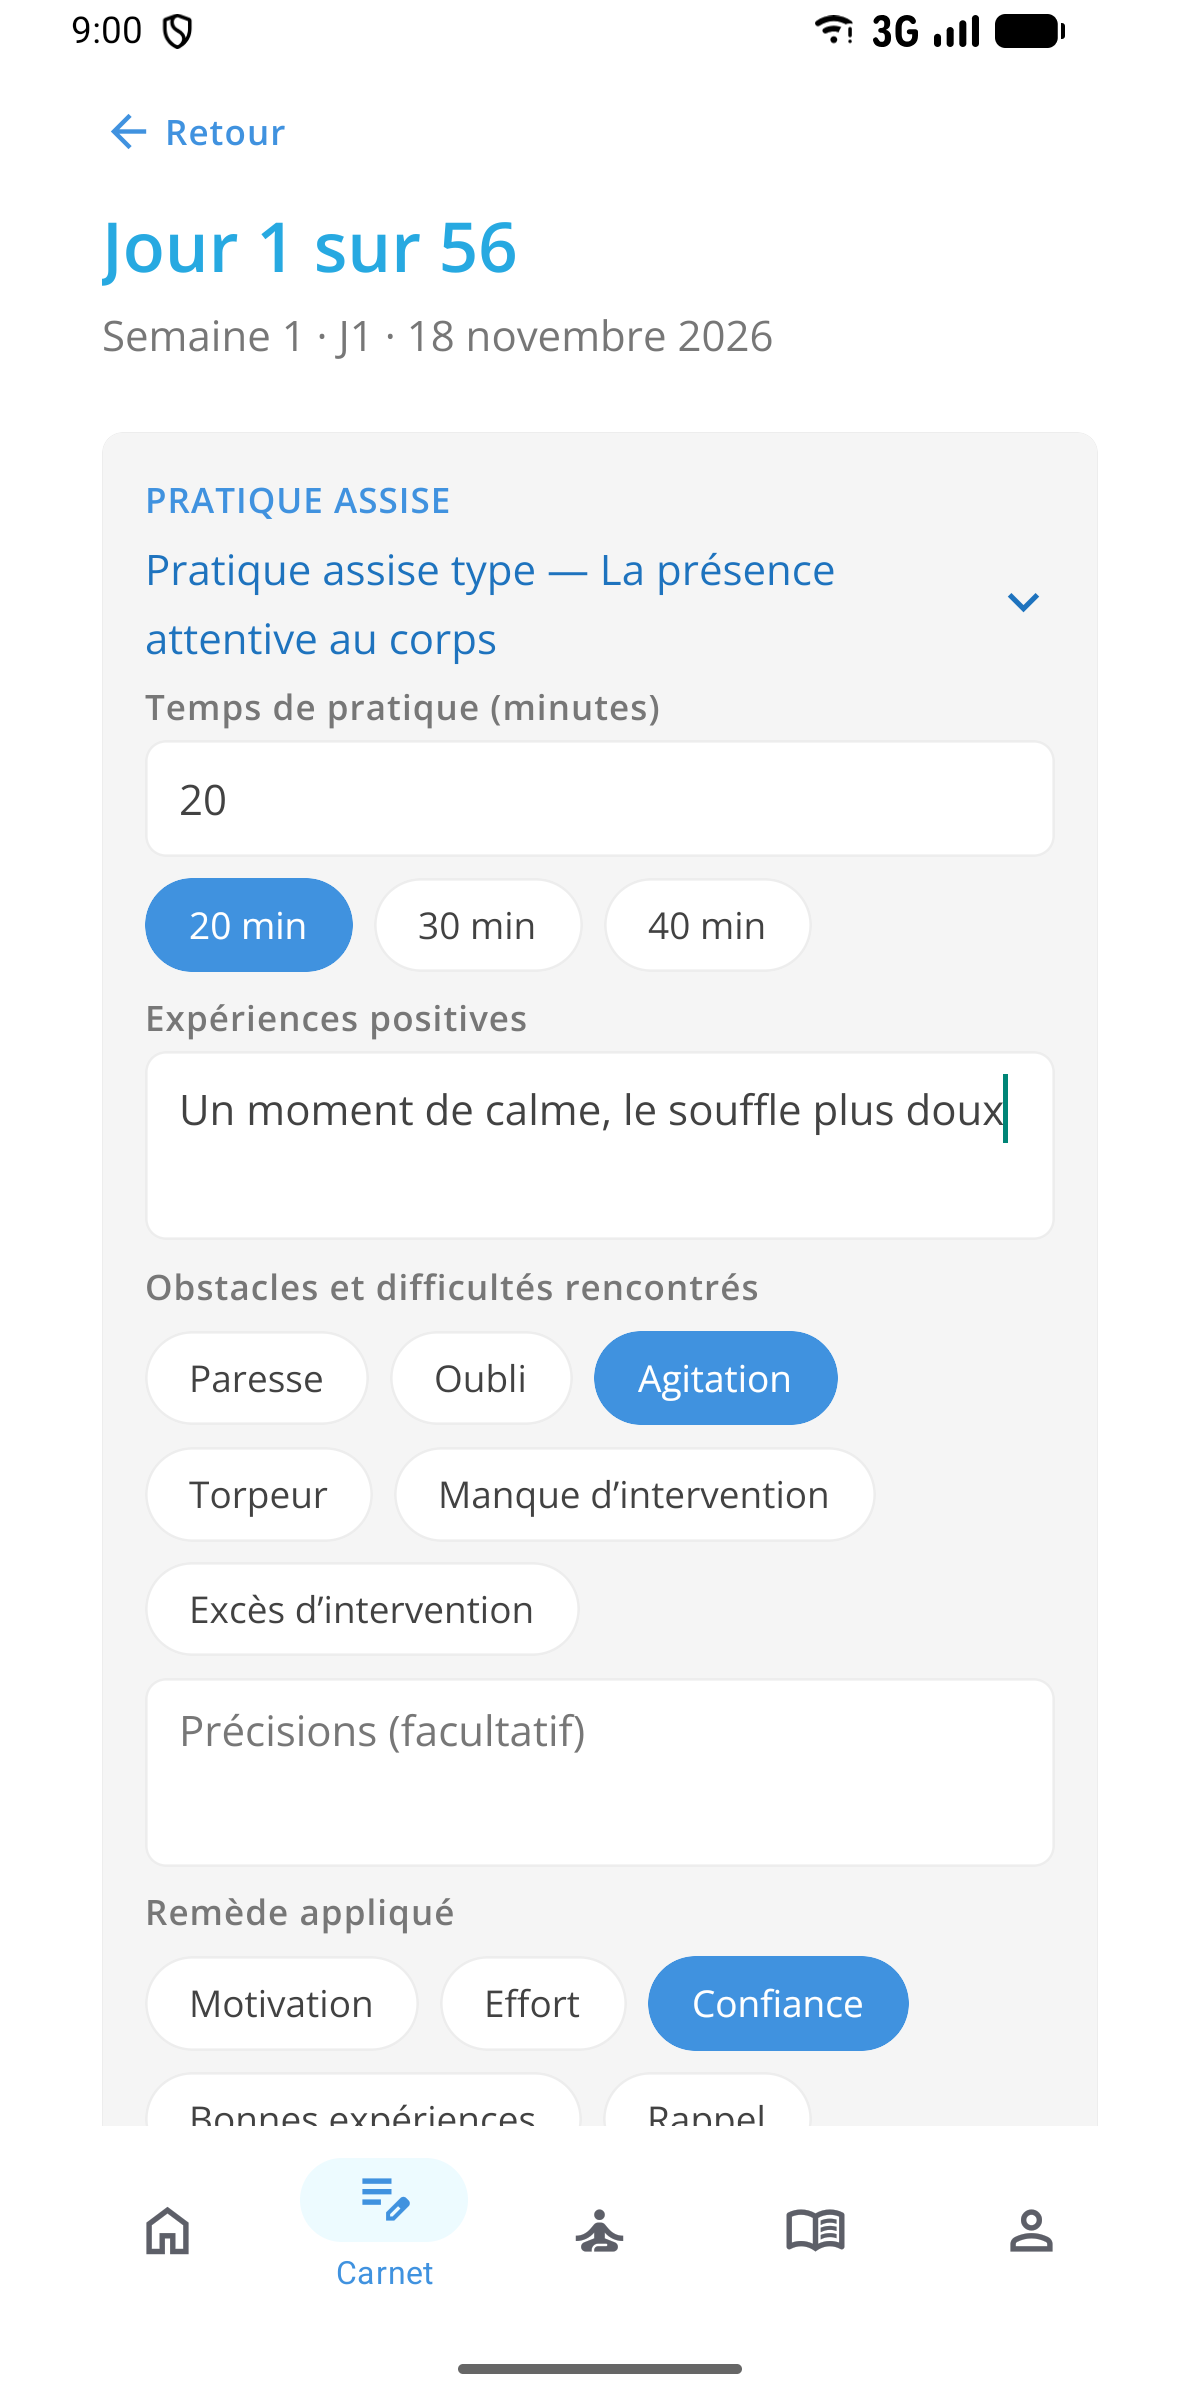 9:00
3G
Retour
Jour 1 sur 56
Semaine 1 · J1 · 18 novembre 2026
PRATIQUE ASSISE
Pratique assise type — La présence
attentive au corps
Temps de pratique (minutes)
20
20 min
30 min
40 min
Expériences positives
Un moment de calme, le souffle plus doux
Obstacles et difficultés rencontrés
Paresse
Oubli
Agitation
Torpeur
Manque d’intervention
Excès d’intervention
Précisions (facultatif)
Remède appliqué
Motivation
Effort
Confiance
Bonnes expériences
Rappel
Carnet